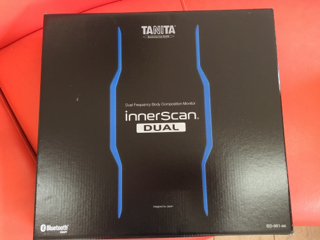 TANITA
Dual Frequency Body Composition Monitor
innerscan.
DUAL
Bluetooth